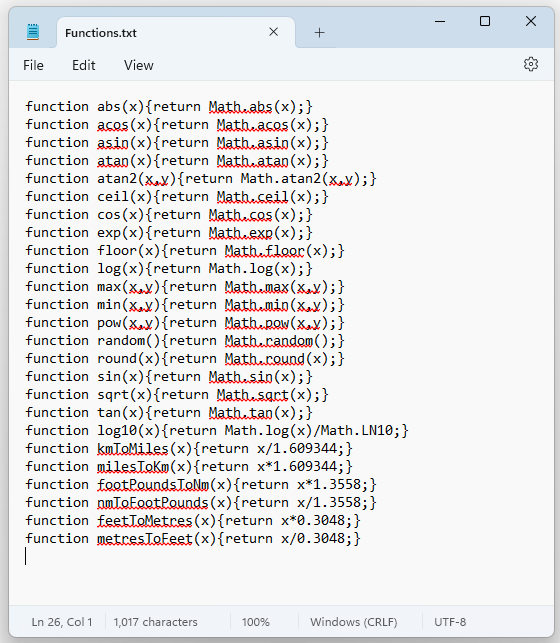 Functions.txt
File Edit View
function abs(x){return Math.abs(x);}
function acos(x){return Math.acos(x);}
function asin(x){return Math.asin(x);}
function atan(x){return Math.atan(x);}
function atan2(x,y){return Math.atan2(x,y);}
function ceil(x){return Math.ceil(x);}
function cos(x){return Math.cos(x);}
function exp(x){return Math.exp(x);}
function floor(x){return Math.floor(x);}
function log(x){return Math.log(x);}
function max(x,y){return Math.max(x,y);}
function min(x,y){return Math.min(x,y);}
function pow(x,y){return Math.pow(x,y);}
function random(){return Math.random();}
function round(x){return Math.round(x);}
function sin(x){return Math.sin(x);}
function sqrt(x){return Math.sqrt(x);}
function tan(x){return Math.tan(x);}
function log10(x){return Math.log(x)/Math.LN10;}
function kmToMiles(x){return x/1.609344;}
function milesToKm(x){return x*1.609344;}
function footPoundsToNm(x){return x*1.3558;}
function nmToFootPounds(x){return x/1.3558;}
function feetToMetres(x){return x*0.3048;}
function metresToFeet(x){return x/0.3048;}
Ln 26, Col 1 1,017 characters 100% Windows (CRLF) UTF-8